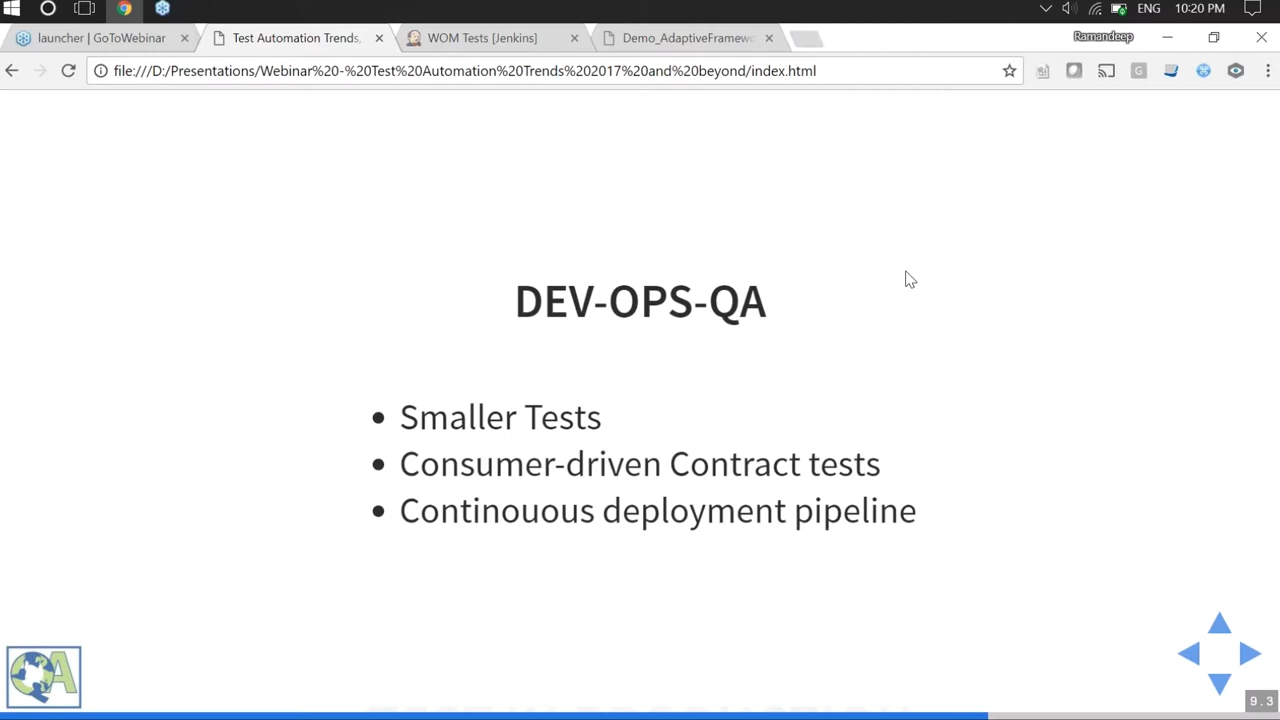 ENG 10:20 PM
launcher | GoToWebinar
Test Automation Trends,
WOM Tests [Jenkins]
Demo_AdaptiveFramewo
Ramandeep
file:///D:/Presentations/Webinar%20-%20Test%20Automation%20Trends%202017%20and%20beyond/index.html
DEV-OPS-QA
Smaller Tests
Consumer-driven Contract tests
Continouous deployment pipeline
QA
9.3